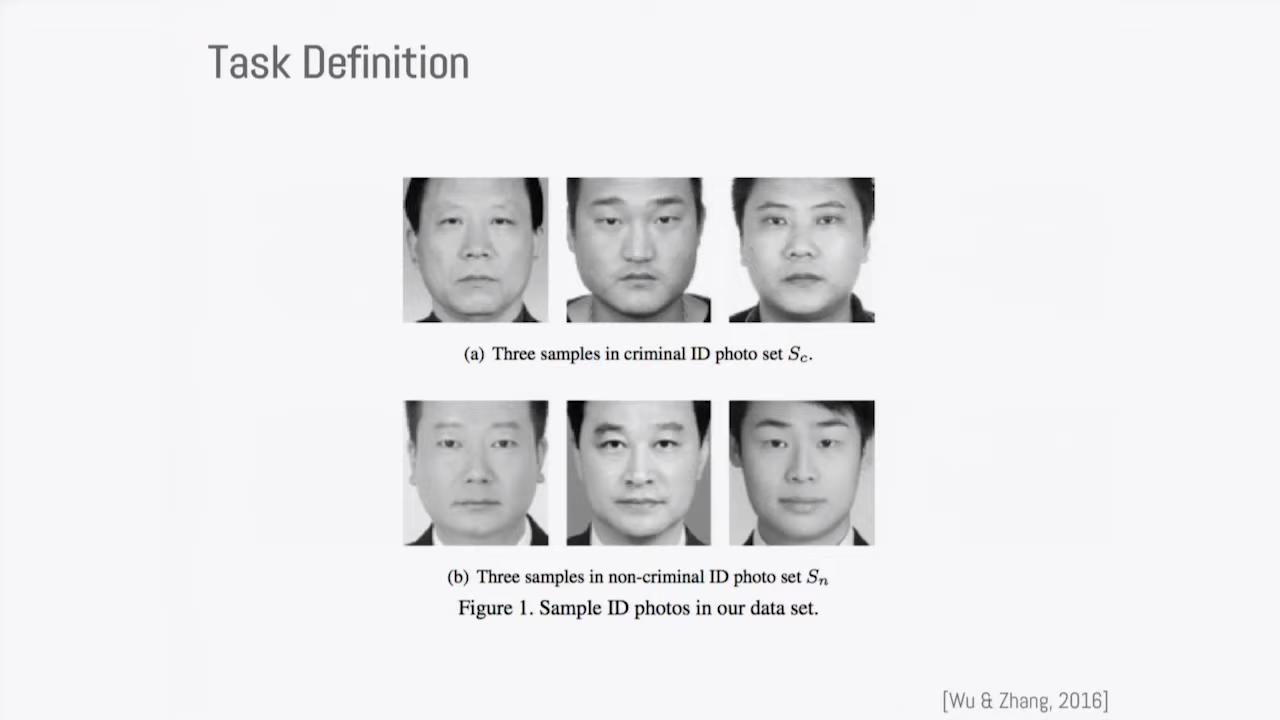 Task Definition
(a) Three samples in criminal ID photo set Sc.
(b) Three samples in non-criminal ID photo set Sn
Figure 1. Sample ID photos in our data set.
[Wu & Zhang, 2016]